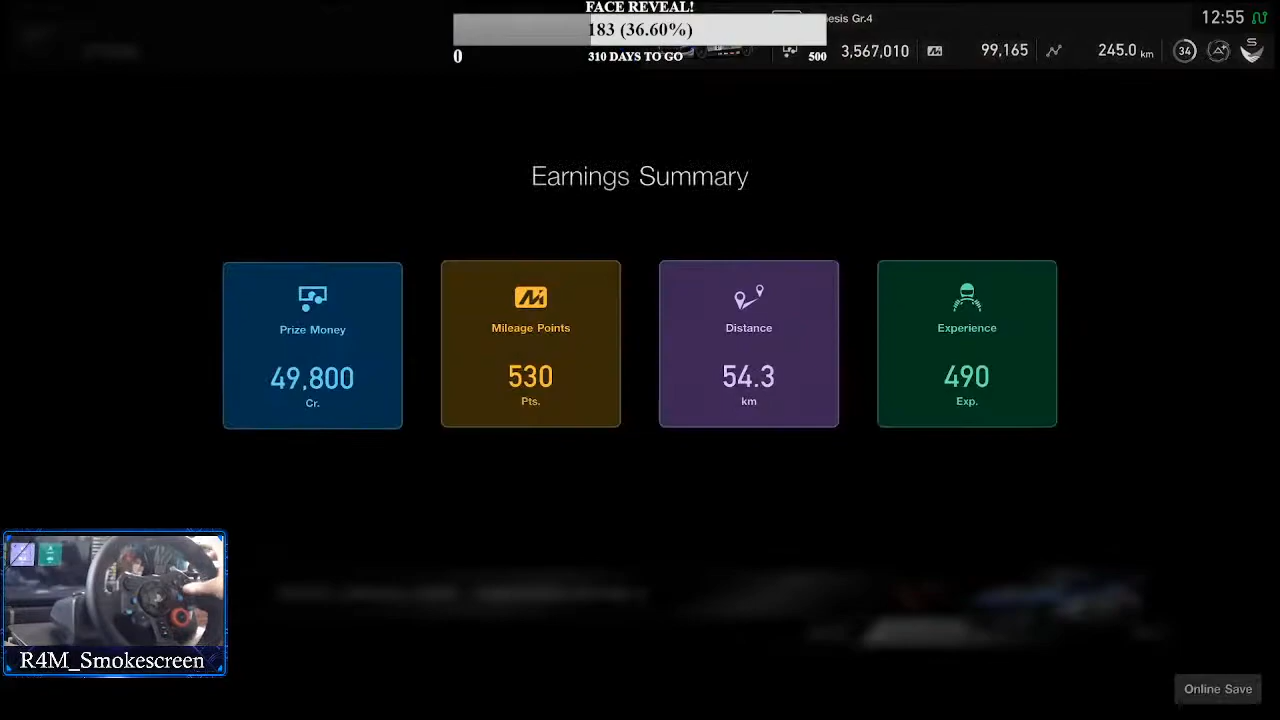 FACE REVEAL!
183 (36.60%)
0
310 DAYS TO GO
500
esis Gr.4
12:55
3,567,010
99,165
245.0 km
34
S
Earnings Summary
Prize Money
49,800
Cr.
Mileage Points
530
Pts.
Distance
54.3
km
Experience
490
Exp.
R4M_Smokescreen
Online Save